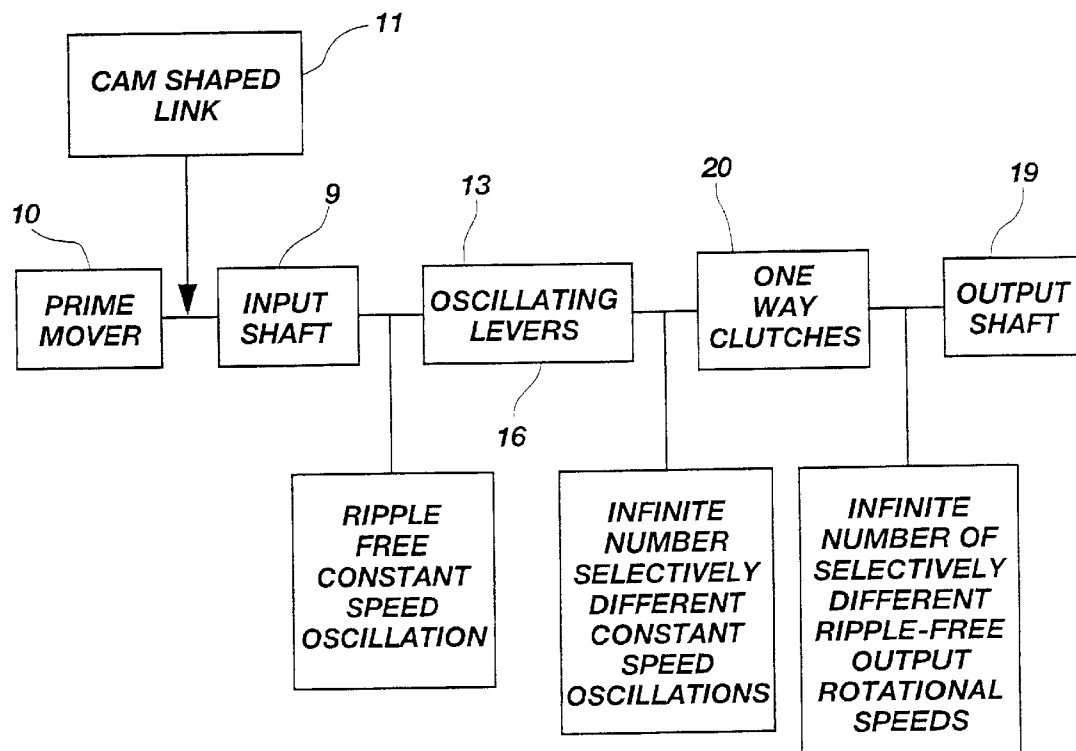 11
CAM SHAPED
LINK
10
PRIME
MOVER
9
INPUT
SHAFT
13
OSCILLATING
LEVERS
16
20
ONE
WAY
CLUTCHES
19
OUTPUT
SHAFT
RIPPLE
FREE
CONSTANT
SPEED
OSCILLATION
INFINITE
NUMBER
SELECTIVELY
DIFFERENT
CONSTANT
SPEED
OSCILLATIONS
INFINITE
NUMBER OF
SELECTIVELY
DIFFERENT
RIPPLE-FREE
OUTPUT
ROTATIONAL
SPEEDS